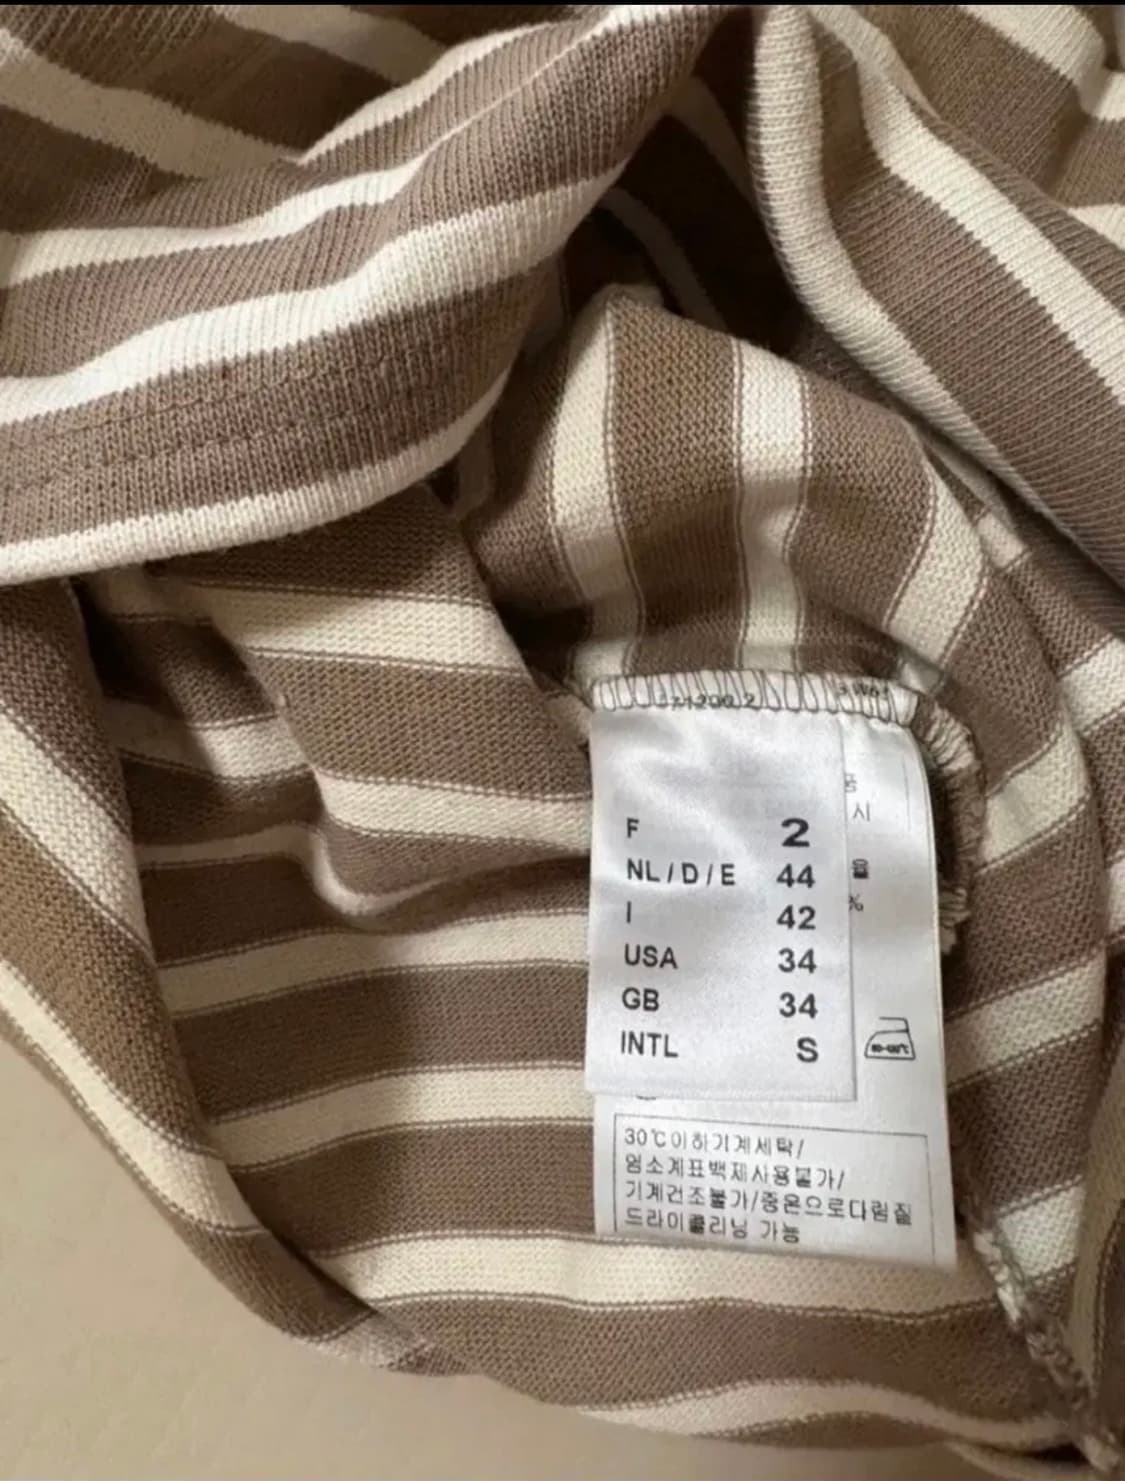 F 2
NL/D/E 44
I 42
USA 34
GB 34
INTL S
시
율
%
30℃이하기계세탁/
염소계표백제사용불가/
기계건조불가/중온으로다림질
드라이클리닝 가능